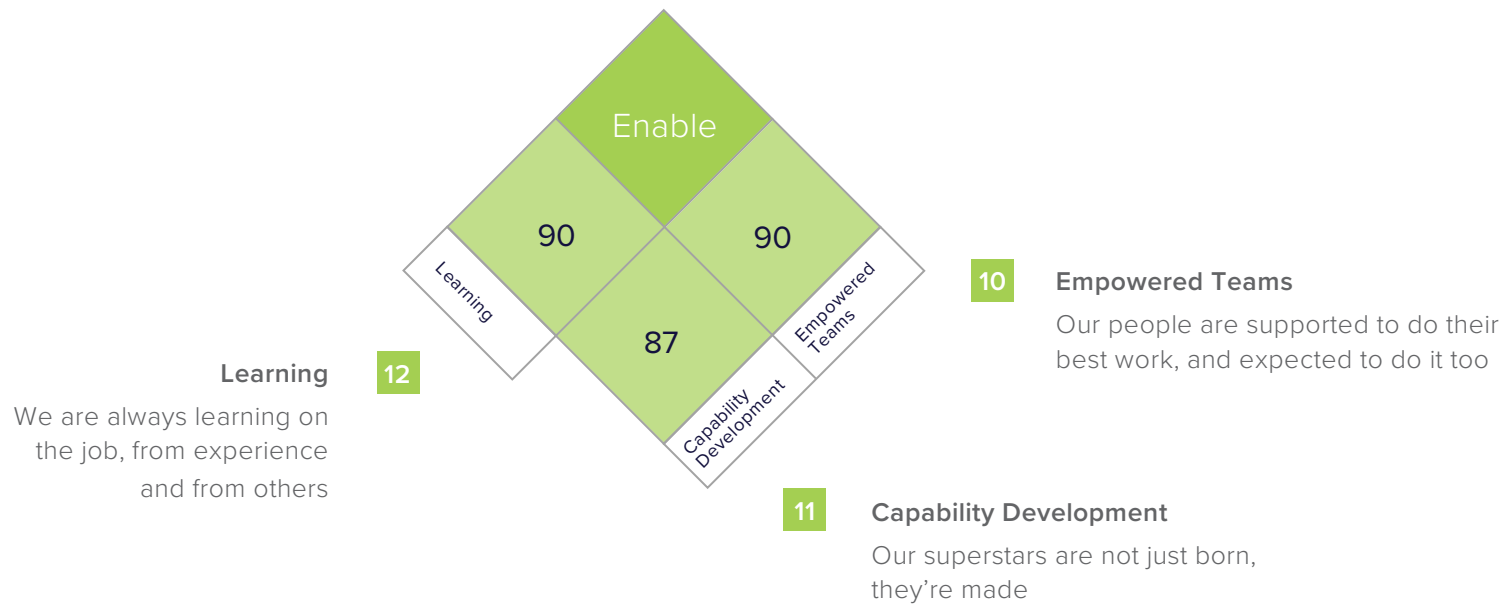 Enable
90
90
87
Learning
Empowered
Teams
Capability
Development
10
Empowered Teams
Our people are supported to do their
best work, and expected to do it too
12
Learning
We are always learning on
the job, from experience
and from others
11
Capability Development
Our superstars are not just born,
they’re made